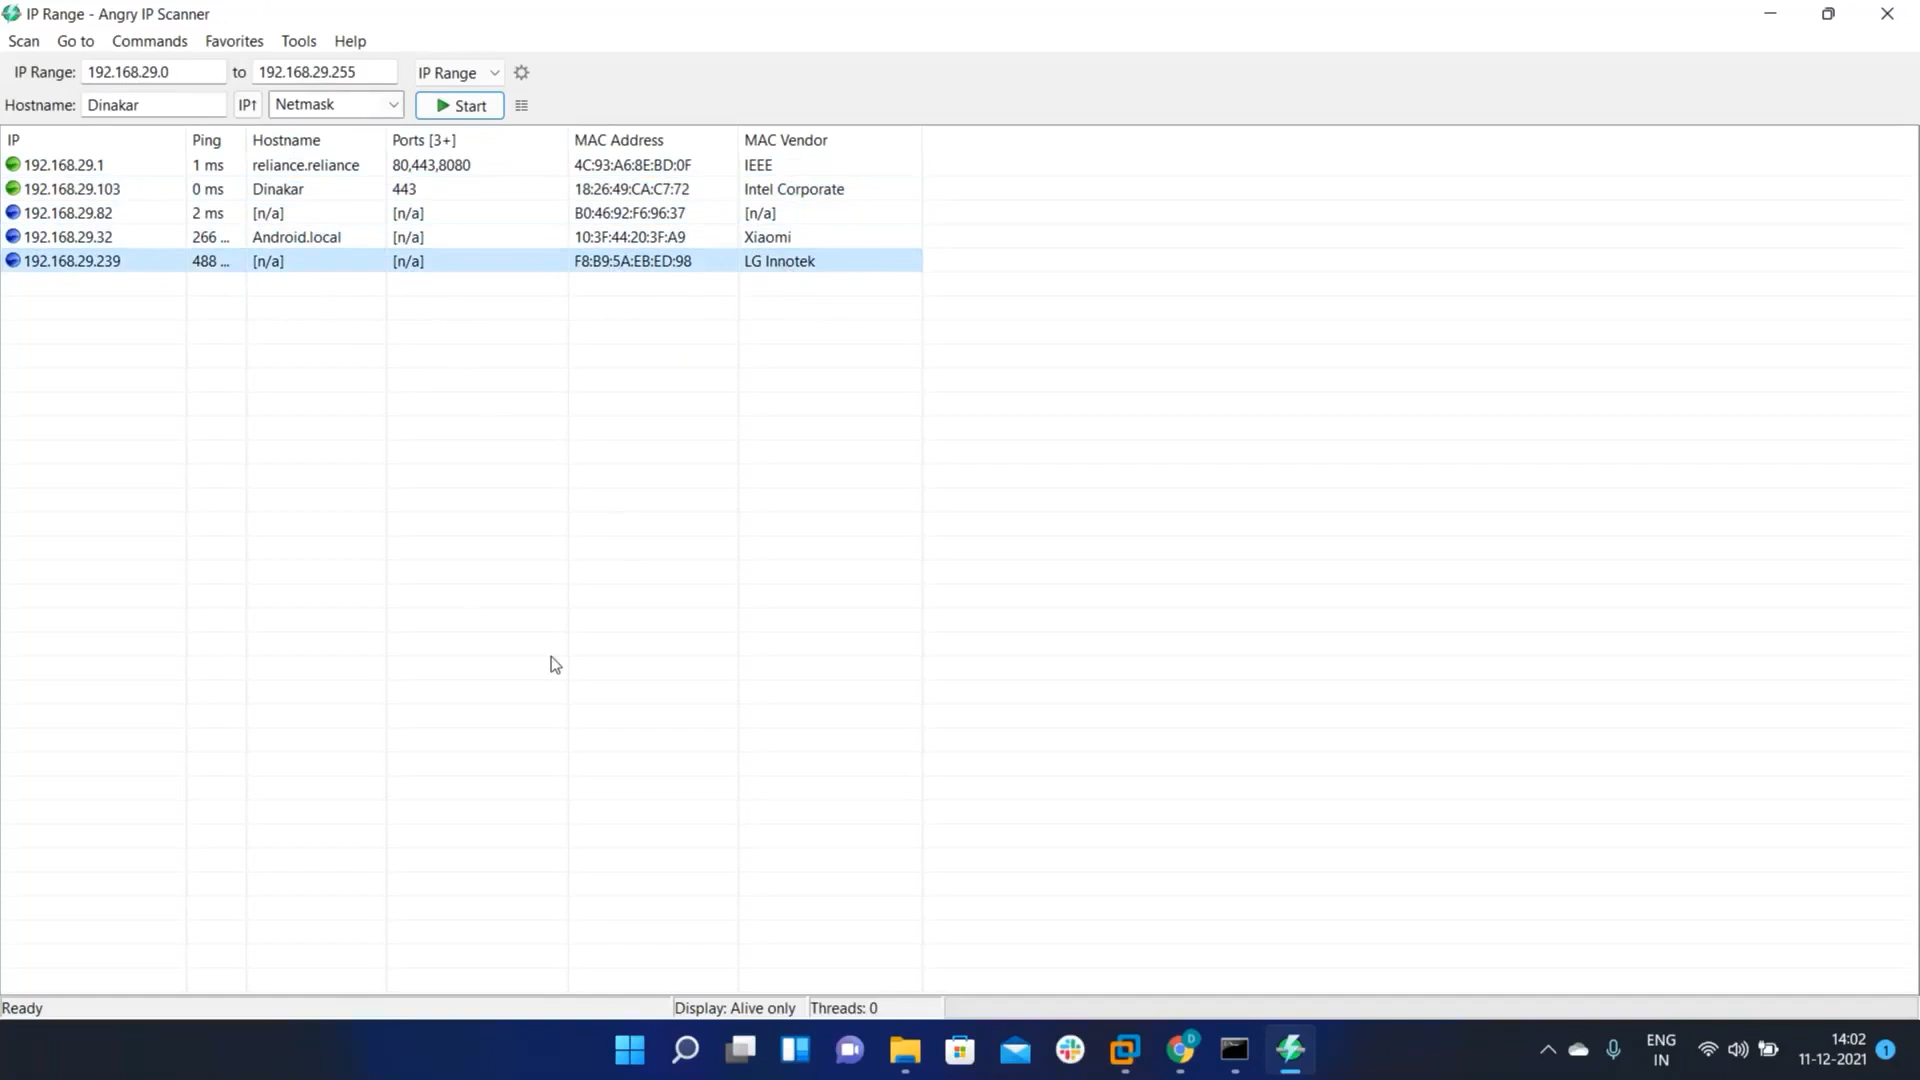 IP Range - Angry IP Scanner
Scan Go to Commands Favorites Tools Help
IP Range: 192.168.29.0 to 192.168.29.255 IP Range
Hostname: Dinakar IP↑ Netmask Start
IP Ping Hostname Ports [3+] MAC Address MAC Vendor
192.168.29.1 1 ms reliance.reliance 80,443,8080 4C:93:A6:8E:BD:0F IEEE
192.168.29.103 0 ms Dinakar 443 18:26:49:CA:C7:72 Intel Corporate
192.168.29.82 2 ms [n/a] [n/a] B0:46:92:F6:96:37 [n/a]
192.168.29.32 266 ... Android.local [n/a] 10:3F:44:20:3F:A9 Xiaomi
192.168.29.239 488 ... [n/a] [n/a] F8:B9:5A:EB:ED:98 LG Innotek
Ready Display: Alive only Threads: 0
D
ENG 14:02
IN 11-12-2021 1